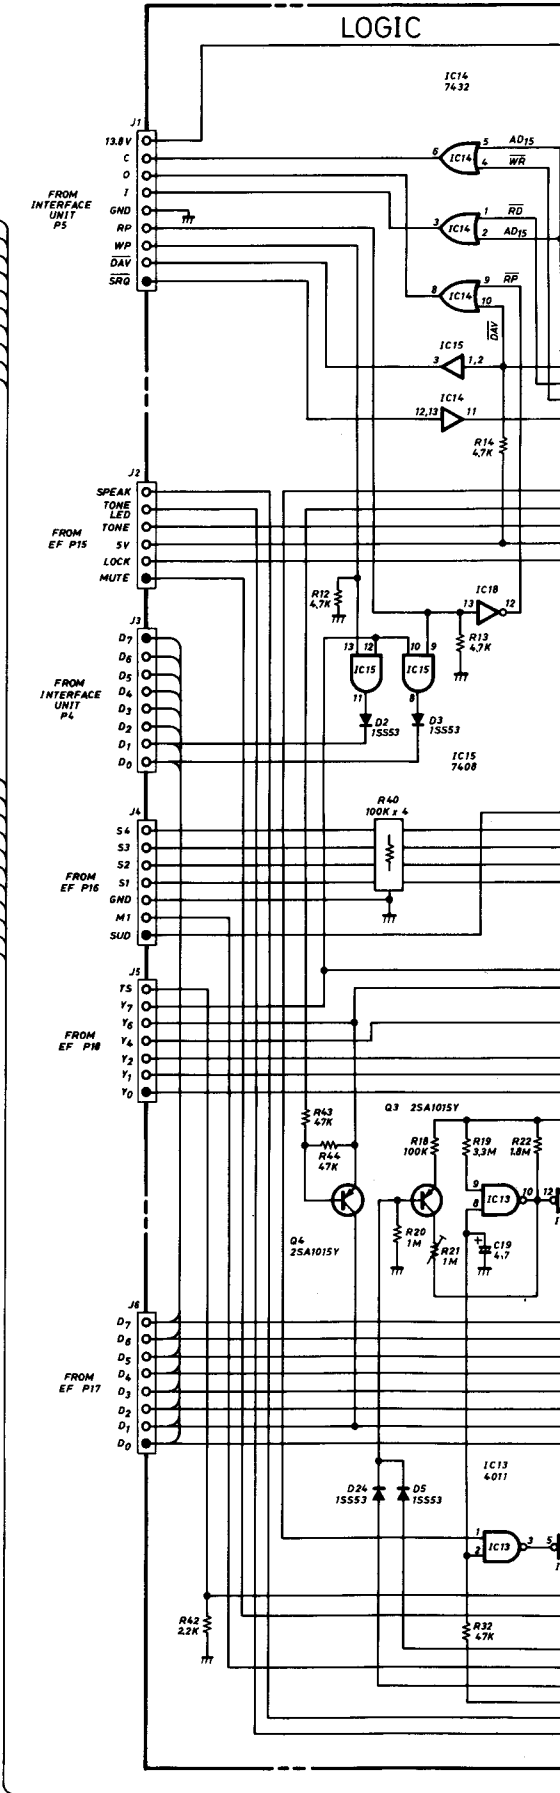 LOGIC
IC14
7432
J1
13.8V
C
O
I
GND
RP
WP
DAV
SRQ
FROM
INTERFACE
UNIT
P5
6
IC14
5
4
AD15
WR
3
IC14
1
2
RD
AD15
8
IC14
9
10
RP
DAV
IC15
3
1,2
IC14
12,13
11
R14
4.7K
J2
SPEAK
TONE
LED
TONE
5V
LOCK
MUTE
FROM
EF P15
R12
4.7K
IC18
13
12
R13
4.7K
J3
D7
D6
D5
D4
D3
D2
D1
D0
FROM
INTERFACE
UNIT
P4
13
12
IC15
11
10
9
IC15
8
D2
1SS53
D3
1SS53
IC15
7408
J4
S4
S3
S2
S1
GND
M1
SUD
FROM
EF P16
R40
100K x 4
J5
TS
Y7
Y6
Y4
Y2
Y1
Y0
FROM
EF P18
R43
47K
R44
47K
Q4
2SA1015Y
Q3 2SA1015Y
R18
100K
R19
3.3M
R22
1.8M
9
8
IC13
10
12
R20
1M
R21
1M
+
C19
4.7
J6
D7
D6
D5
D4
D3
D2
D1
D0
FROM
EF P17
IC13
4011
D24
1SS53
D5
1SS53
1
2
IC13
3
5
R42
2.2K
R32
47K